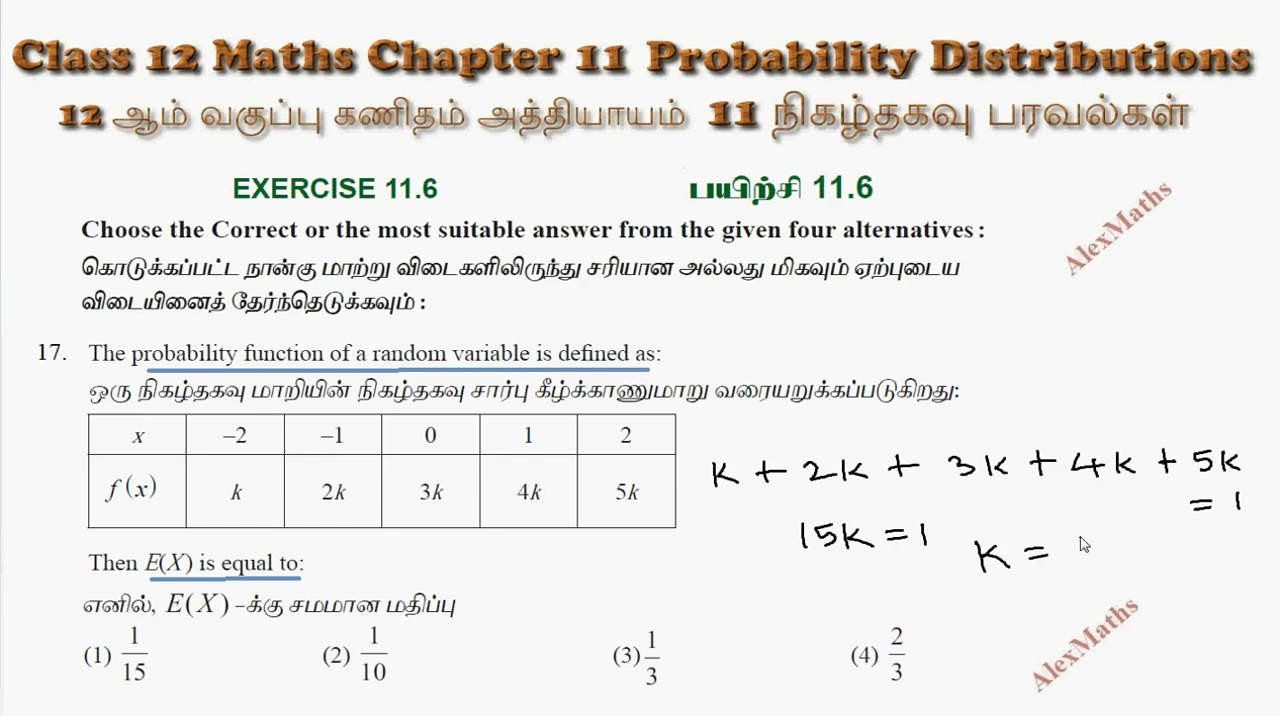 Class 12 Maths Chapter 11 Probability Distributions
12 ஆம் வகுப்பு கணிதம் அத்தியாயம் 11 நிகழ்தகவு பரவல்கள்
EXERCISE 11.6 பயிற்சி 11.6
AlexMaths
Choose the Correct or the most suitable answer from the given four alternatives :
கொடுக்கப்பட்ட நான்கு மாற்று விடைகளிலிருந்து சரியான அல்லது மிகவும் ஏற்புடைய
விடையினைத் தேர்ந்தெடுக்கவும் :
17. The probability function of a random variable is defined as:
ஒரு நிகழ்தகவு மாறியின் நிகழ்தகவு சார்பு கீழ்க்காணுமாறு வரையறுக்கப்படுகிறது:
x –2 –1 0 1 2
f(x) k 2k 3k 4k 5k
k + 2k + 3k + 4k + 5k
= 1
15k = 1 k =
Then E(X) is equal to:
எனில், E(X) -க்கு சமமான மதிப்பு
(1) 1/15 (2) 1/10 (3) 1/3 (4) 2/3
AlexMaths